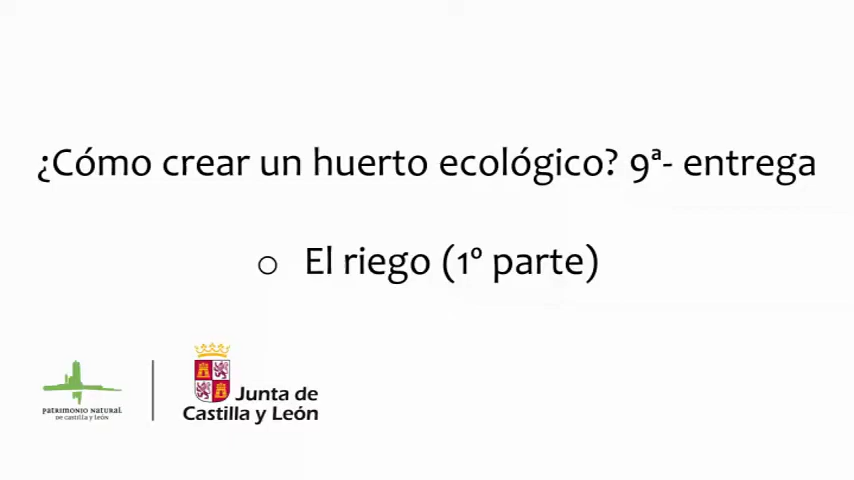 ¿Cómo crear un huerto ecológico? 9ª- entrega
o El riego (1º parte)
PATRIMONIO NATURAL
DE CASTILLA Y LEÓN
Junta de
Castilla y León